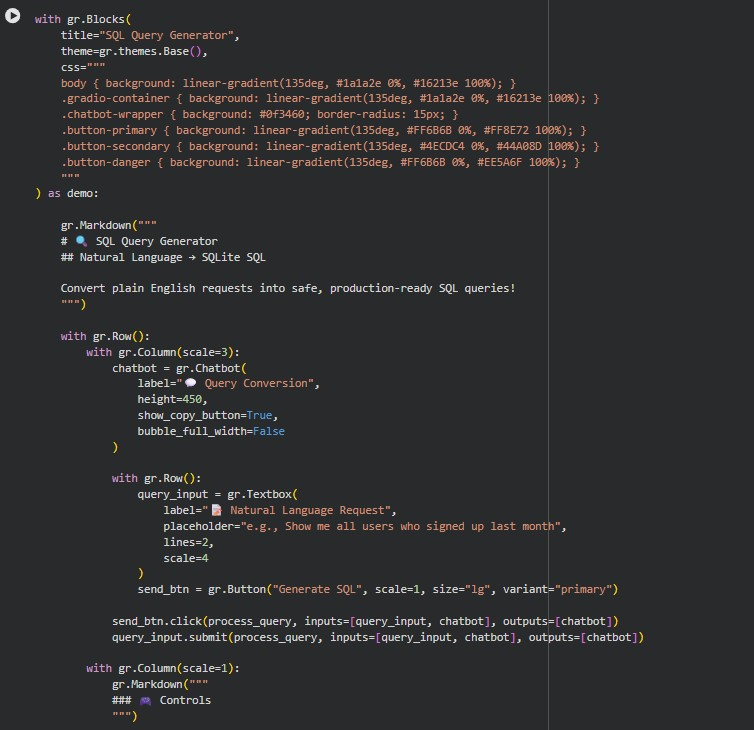 with gr.Blocks(
    title="SQL Query Generator",
    theme=gr.themes.Base(),
    css="""
    body { background: linear-gradient(135deg, #1a1a2e 0%, #16213e 100%); }
    .gradio-container { background: linear-gradient(135deg, #1a1a2e 0%, #16213e 100%); }
    .chatbot-wrapper { background: #0f3460; border-radius: 15px; }
    .button-primary { background: linear-gradient(135deg, #FF6B6B 0%, #FF8E72 100%); }
    .button-secondary { background: linear-gradient(135deg, #4ECDC4 0%, #44A08D 100%); }
    .button-danger { background: linear-gradient(135deg, #FF6B6B 0%, #EE5A6F 100%); }
    """
) as demo:

    gr.Markdown("""
    # 🔍 SQL Query Generator
    ## Natural Language → SQLite SQL

    Convert plain English requests into safe, production-ready SQL queries!
    """)

    with gr.Row():
        with gr.Column(scale=3):
            chatbot = gr.Chatbot(
                label="💬 Query Conversion",
                height=450,
                show_copy_button=True,
                bubble_full_width=False
            )

            with gr.Row():
                query_input = gr.Textbox(
                    label="📝 Natural Language Request",
                    placeholder="e.g., Show me all users who signed up last month",
                    lines=2,
                    scale=4
                )
                send_btn = gr.Button("Generate SQL", scale=1, size="lg", variant="primary")

            send_btn.click(process_query, inputs=[query_input, chatbot], outputs=[chatbot])
            query_input.submit(process_query, inputs=[query_input, chatbot], outputs=[chatbot])

        with gr.Column(scale=1):
            gr.Markdown("""
            ### 🎮 Controls
            """)